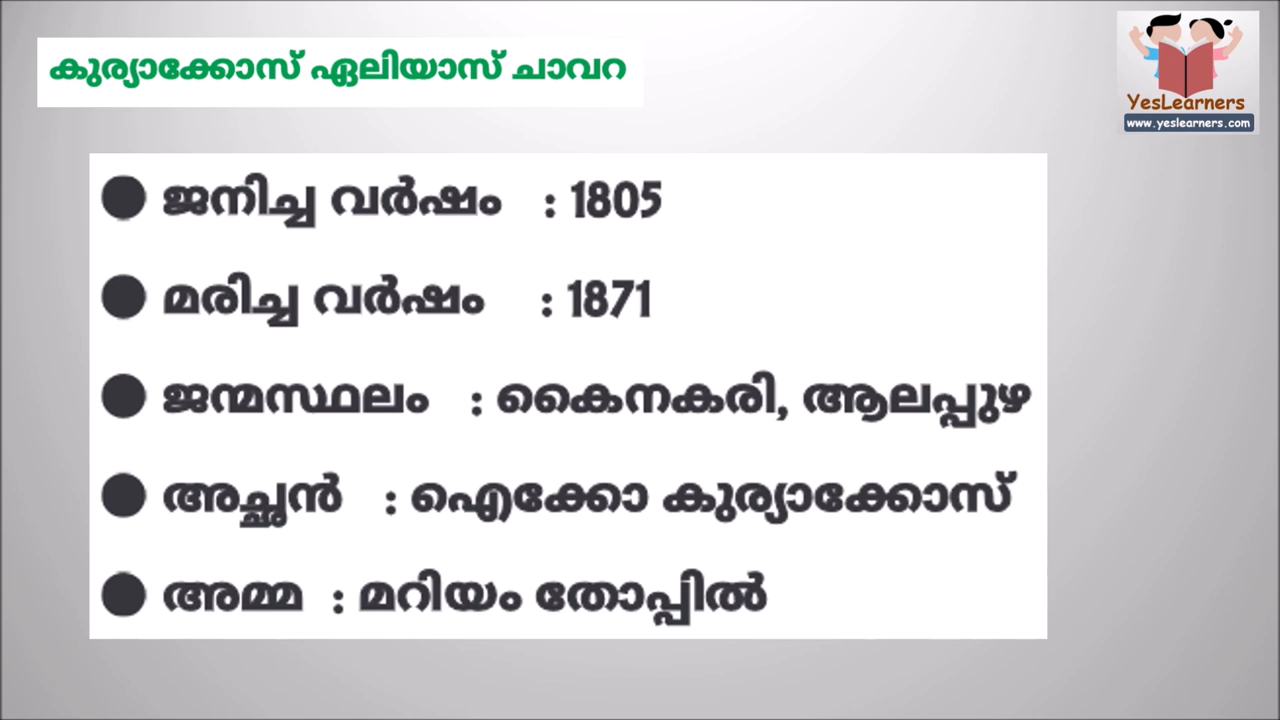 കുര്യാക്കോസ് ഏലിയാസ് ചാവറ
YesLearners
www.yeslearners.com
● ജനിച്ച വർഷം : 1805
● മരിച്ച വർഷം : 1871
● ജന്മസ്ഥലം : കൈനകരി, ആലപ്പുഴ
● അച്ഛൻ : ഐക്കോ കുര്യാക്കോസ്
● അമ്മ : മറിയം തോപ്പിൽ